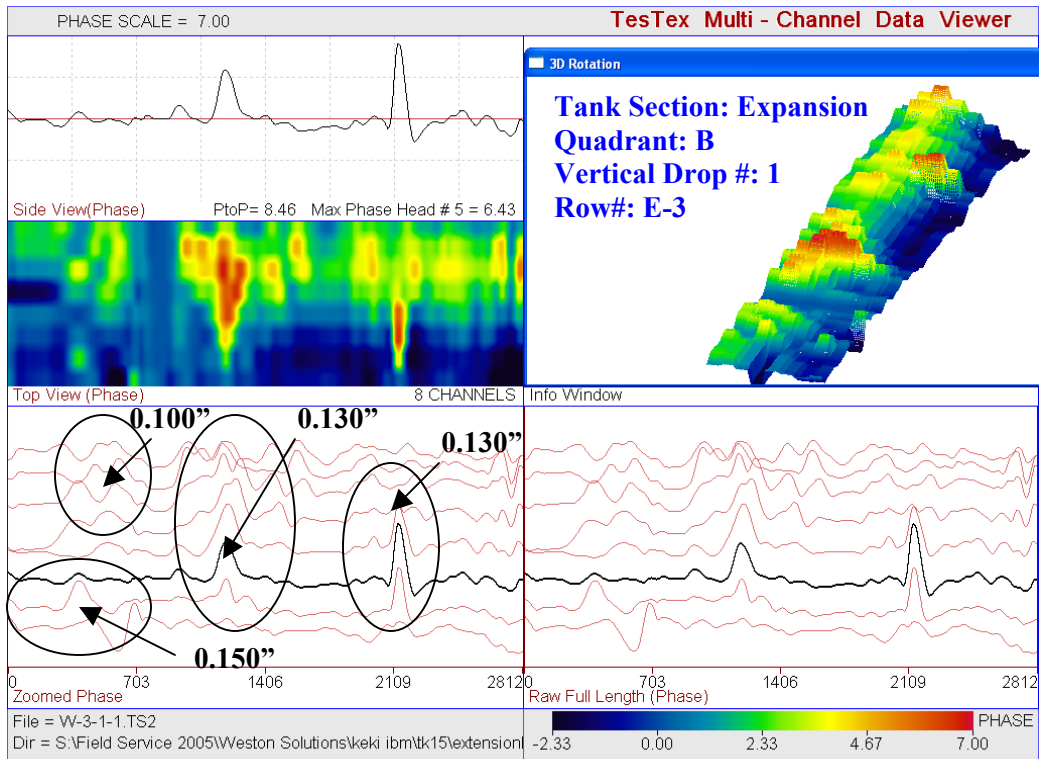 PHASE SCALE = 7.00
TesTex Multi - Channel Data Viewer
3D Rotation
Tank Section: Expansion
Quadrant: B
Vertical Drop #: 1
Row#: E-3
Side View(Phase) PtoP= 8.46 Max Phase Head # 5 = 6.43
Top View (Phase) 8 CHANNELS
Info Window
0.100”
0.130”
0.130”
0.150”
0 703 1406 2109 2812
Zoomed Phase
0 703 1406 2109 2812
Raw Full Length (Phase)
File = W-3-1-1.TS2
Dir = S:\Field Service 2005\Weston Solutions\keki ibm\tk15\extension
PHASE
-2.33 0.00 2.33 4.67 7.00